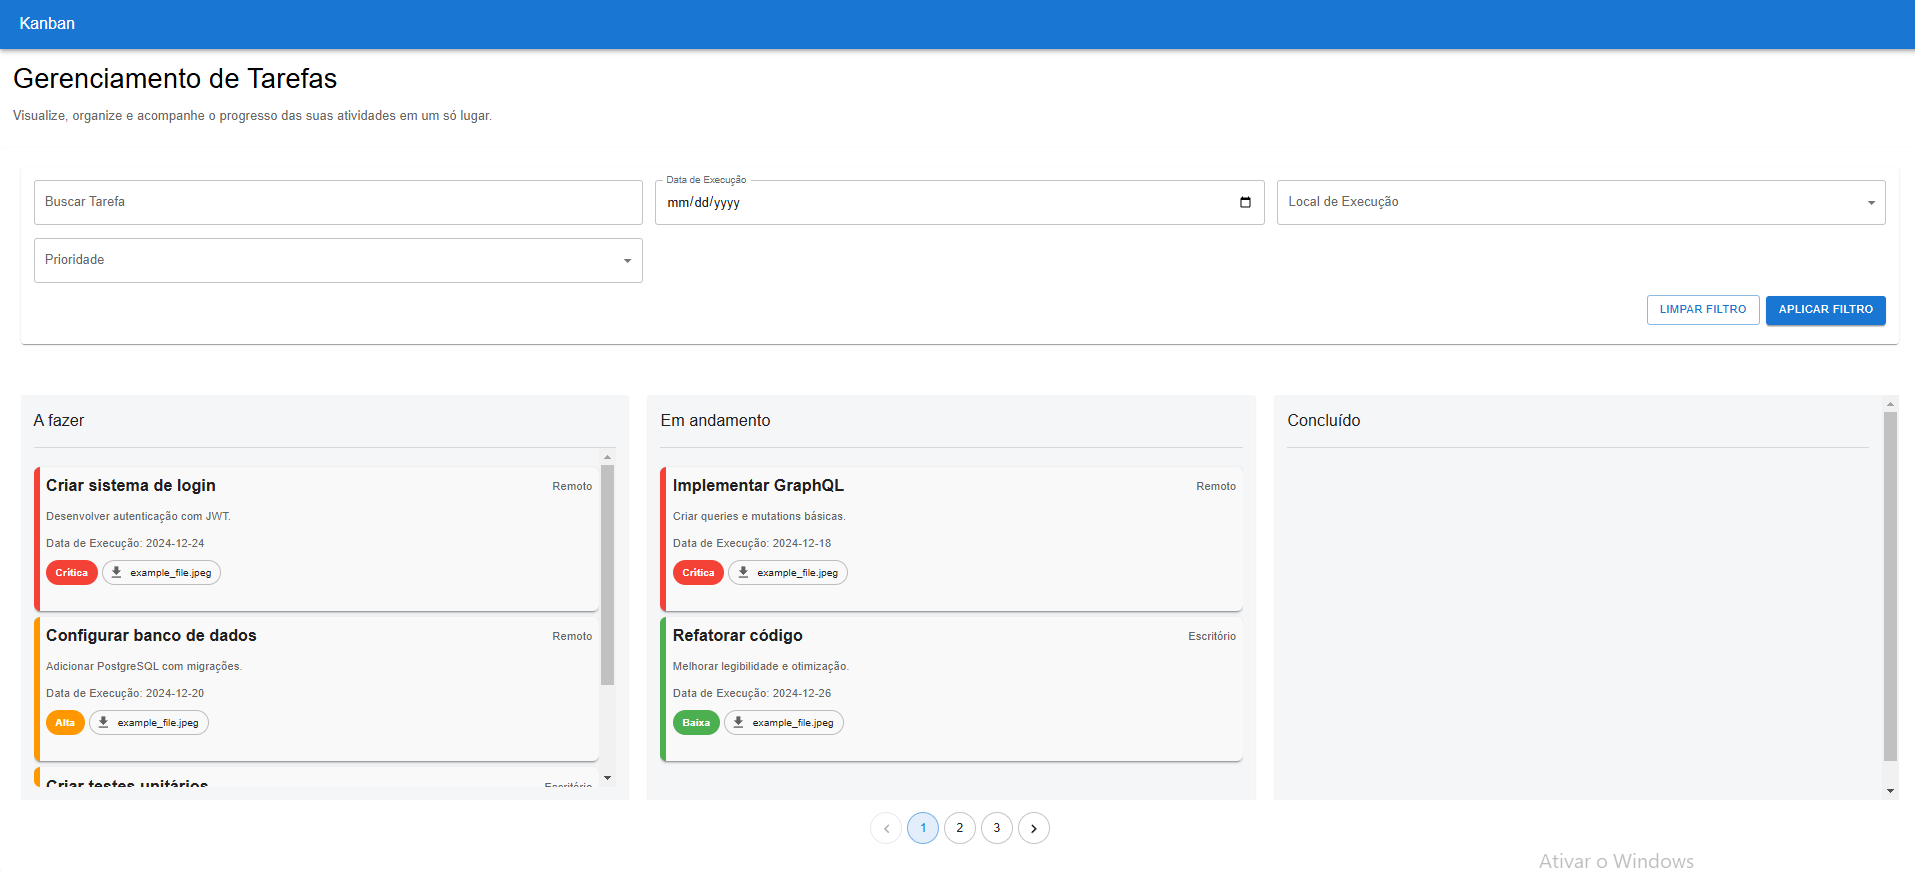 Kanban
Gerenciamento de Tarefas
Visualize, organize e acompanhe o progresso das suas atividades em um só lugar.
Buscar Tarefa
Data de Execução
mm/dd/yyyy
Local de Execução
Prioridade
LIMPAR FILTRO
APLICAR FILTRO
A fazer
Criar sistema de login
Remoto
Desenvolver autenticação com JWT.
Data de Execução: 2024-12-24
Crítica
example_file.jpeg
Configurar banco de dados
Remoto
Adicionar PostgreSQL com migrações.
Data de Execução: 2024-12-20
Alta
example_file.jpeg
Criar testes unitários
Escritório
Em andamento
Implementar GraphQL
Remoto
Criar queries e mutations básicas.
Data de Execução: 2024-12-18
Crítica
example_file.jpeg
Refatorar código
Escritório
Melhorar legibilidade e otimização.
Data de Execução: 2024-12-26
Baixa
example_file.jpeg
Concluído
1
2
3
Ativar o Windows